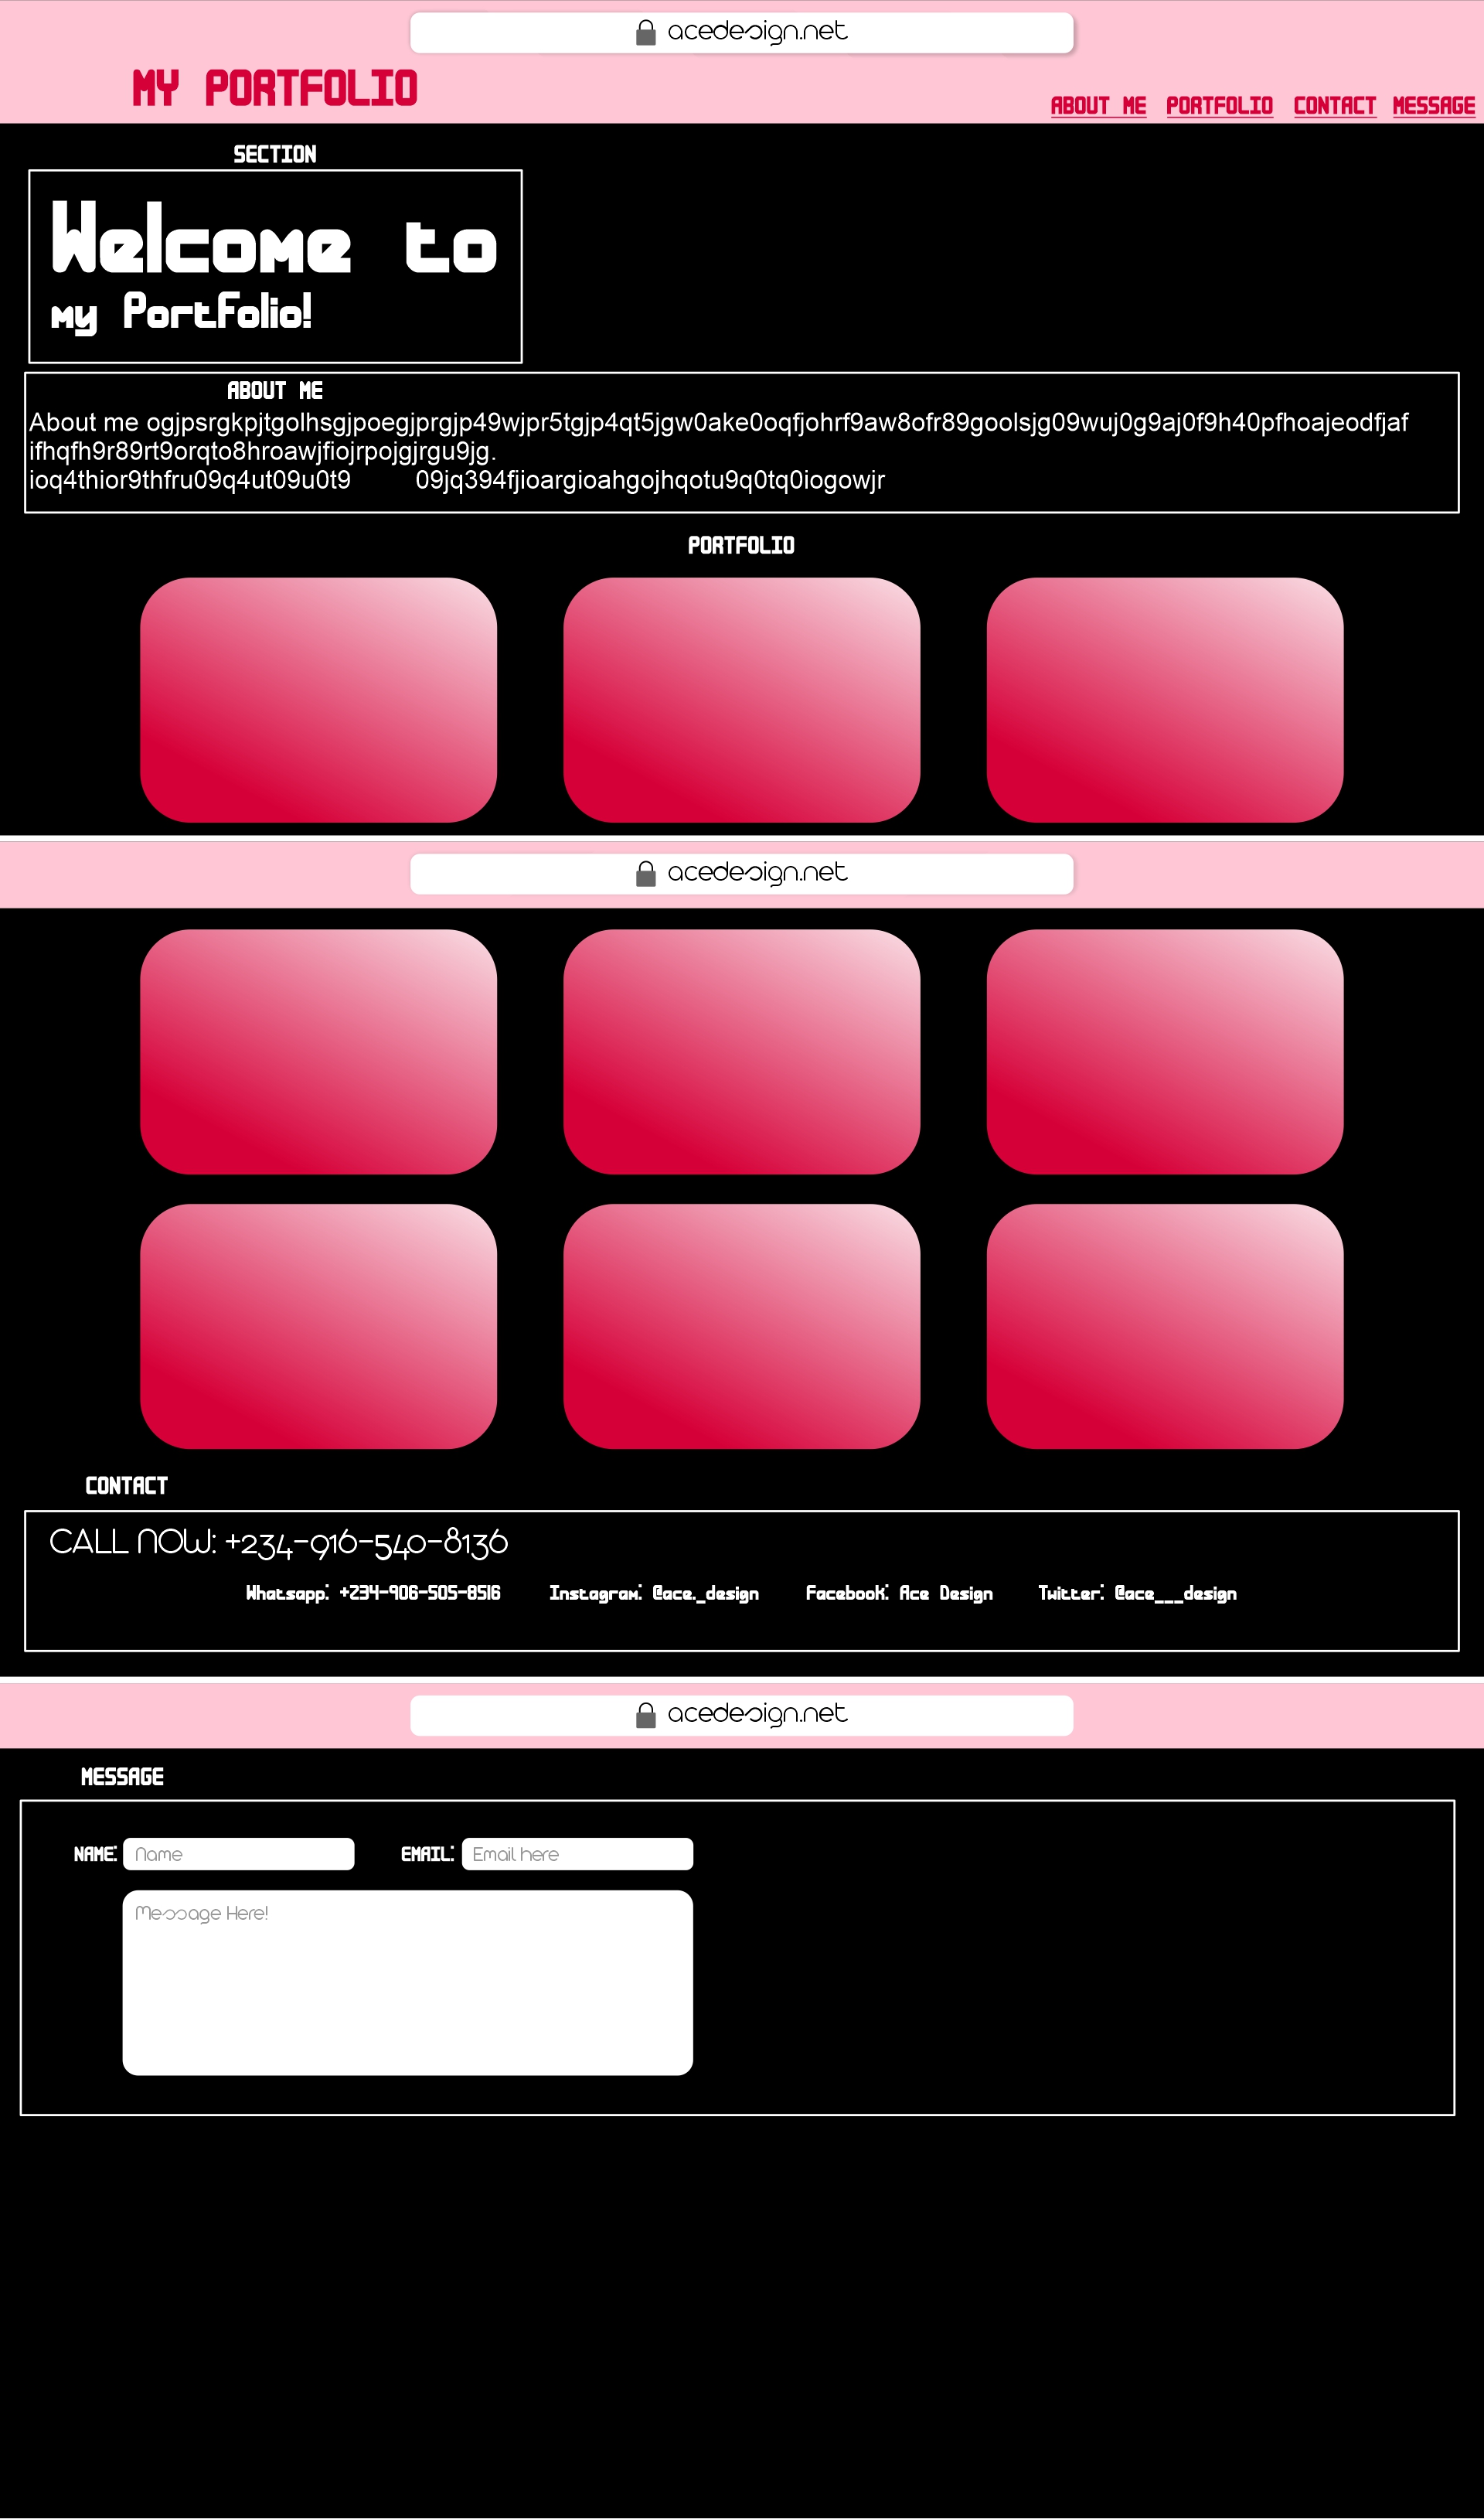 acedesign.net
MY PORTFOLIO
ABOUT ME PORTFOLIO CONTACT MESSAGE
SECTION
Welcome to
my Portfolio!
ABOUT ME
About me ogjpsrgkpjtgolhsgjpoegjprgjp49wjpr5tgjp4qt5jgw0ake0oqfjohrf9aw8ofr89goolsjg09wuj0g9aj0f9h40pfhoajeodfjaf
ifhqfh9r89rt9orqto8hroawjfiojrpojgjrgu9jg.
ioq4thior9thfru09q4ut09u0t9 09jq394fjioargioahgojhqotu9q0tq0iogowjr
PORTFOLIO
acedesign.net
CONTACT
CALL NOW: +234-916-540-8136
Whatsapp: +234-906-505-8516 Instagram: @ace._design Facebook: Ace Design Twitter: @ace___design
acedesign.net
MESSAGE
NAME: Name EMAIL: Email here
Message Here!